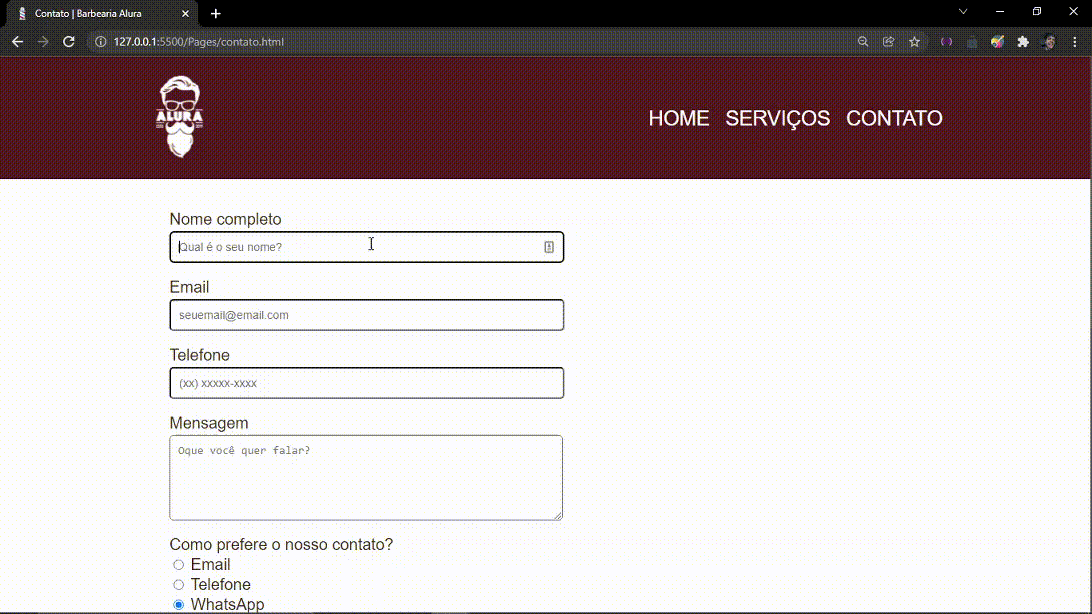 Contato | Barbearia Alura
127.0.0.1:5500/Pages/contato.html
ALURA
HOME SERVIÇOS CONTATO
Nome completo
Qual é o seu nome?
Email
seuemail@email.com
Telefone
(xx) xxxxx-xxxx
Mensagem
Oque você quer falar?
Como prefere o nosso contato?
Email
Telefone
WhatsApp